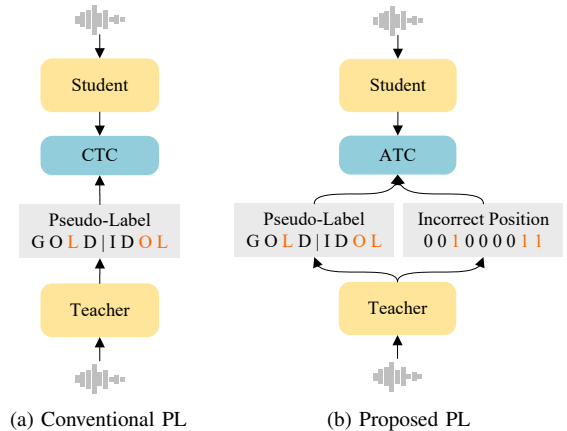 Student
CTC
Pseudo-Label
G O L D | I D O L
Teacher
(a) Conventional PL
Student
ATC
Pseudo-Label
G O L D | I D O L
Incorrect Position
0 0 1 0 0 0 0 1 1
Teacher
(b) Proposed PL